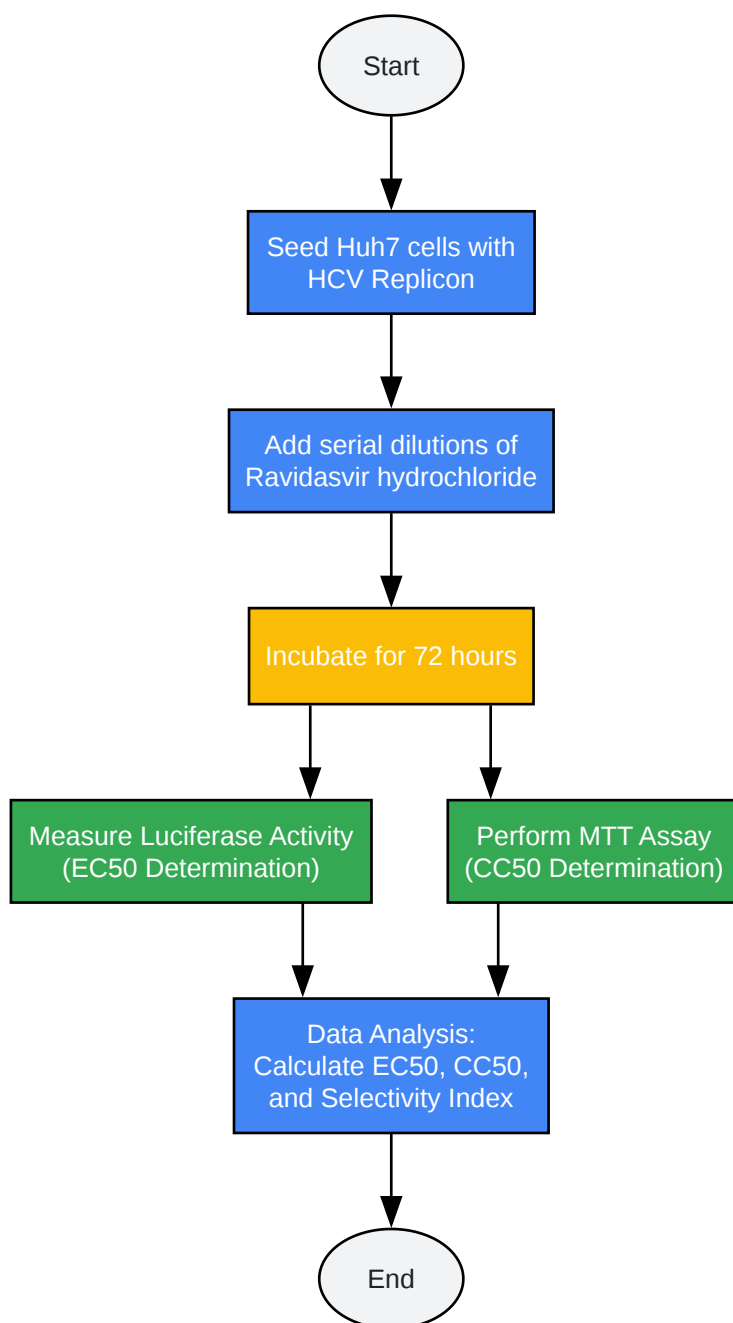 Start
Seed Huh7 cells with
HCV Replicon
Add serial dilutions of
Ravidasvir hydrochloride
Incubate for 72 hours
Measure Luciferase Activity
(EC50 Determination)
Perform MTT Assay
(CC50 Determination)
Data Analysis:
Calculate EC50, CC50,
and Selectivity Index
End